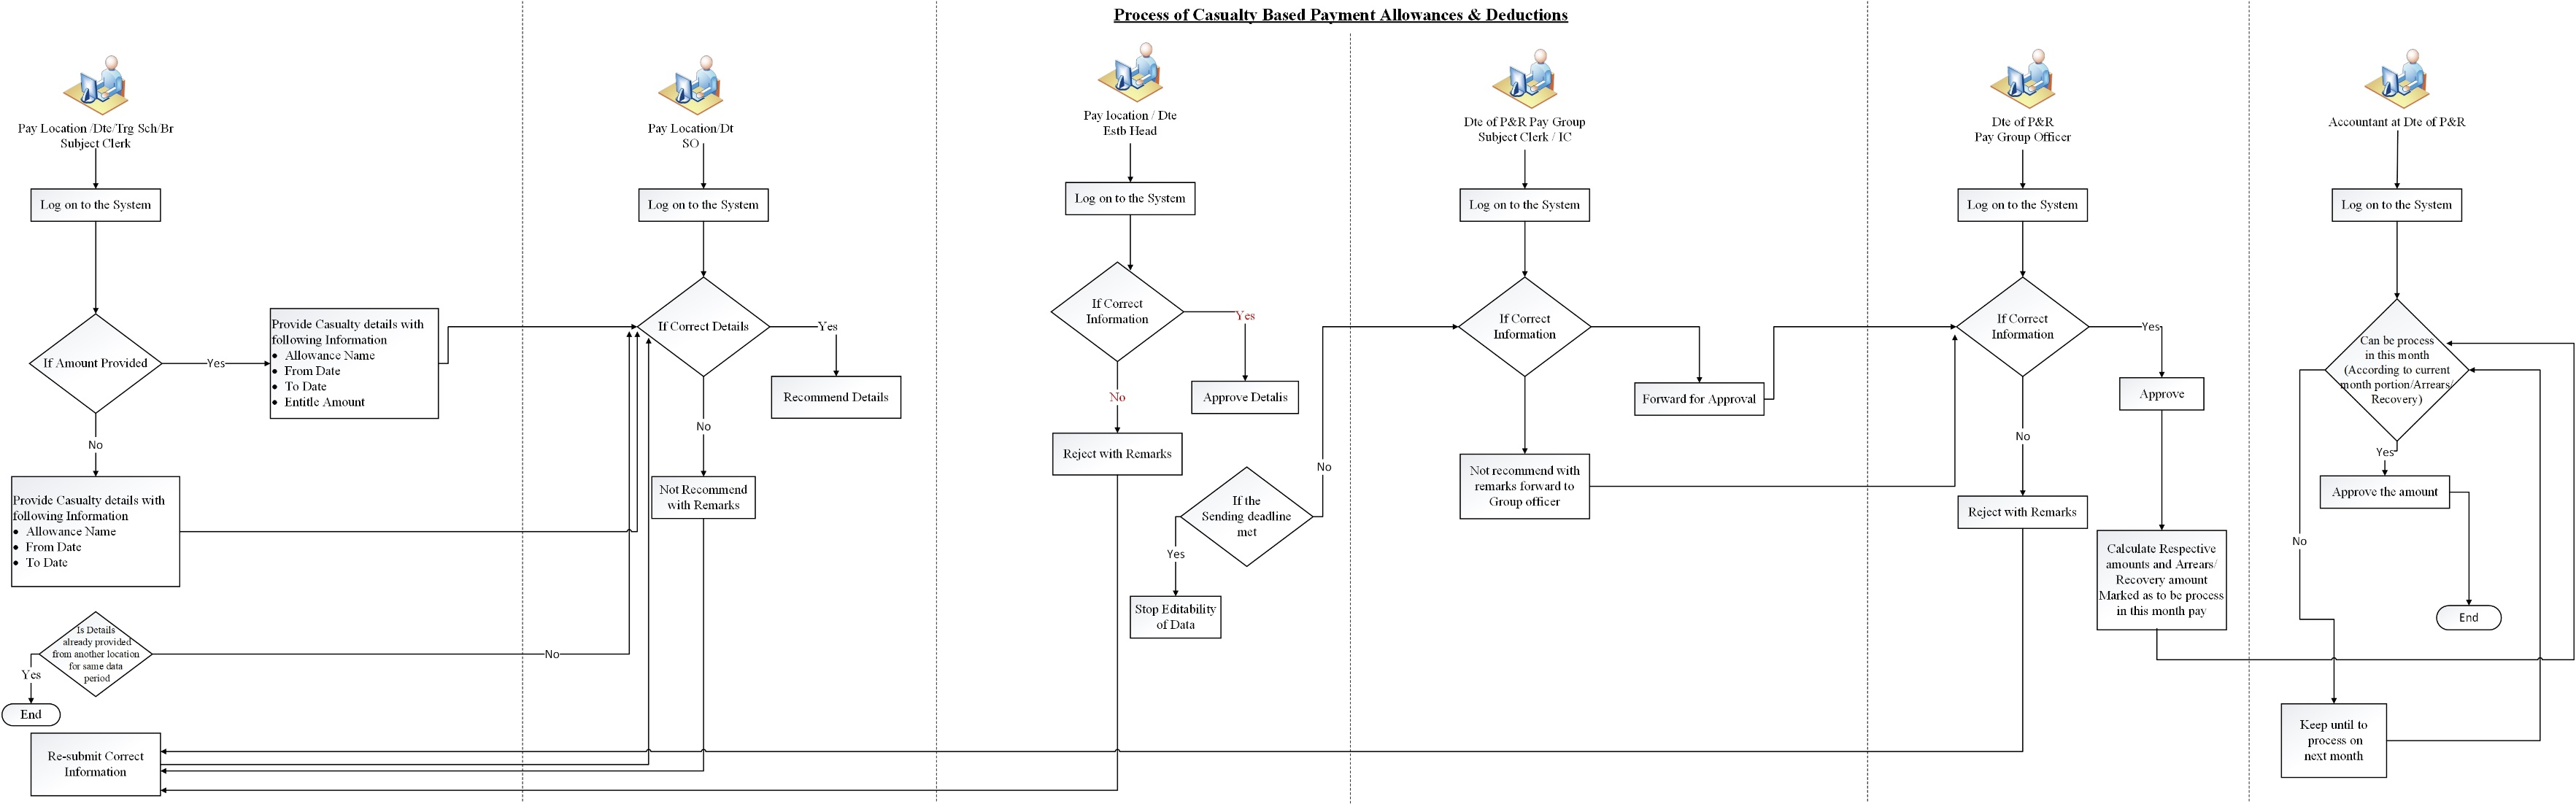 Process of Casualty Based Payment Allowances & Deductions
Pay Location /Dte/Trg Sch/Br
Subject Clerk
Log on to the System
If Amount Provided
Yes
Provide Casualty details with
following Information
• Allowance Name
• From Date
• To Date
• Entitle Amount
No
Provide Casualty details with
following Information
• Allowance Name
• From Date
• To Date
Is Details
already provided
from another location
for same data
period
No
Yes
End
Re-submit Correct
Information
Pay Location/Dt
SO
Log on to the System
If Correct Details
Yes
Recommend Details
No
Not Recommend
with Remarks
Pay location / Dte
Estb Head
Log on to the System
If Correct
Information
Yes
Approve Detalis
No
Reject with Remarks
If the
Sending deadline
met
No
Yes
Stop Editability
of Data
Dte of P&R Pay Group
Subject Clerk / IC
Log on to the System
If Correct
Information
Forward for Approval
Not recommend with
remarks forward to
Group officer
Dte of P&R
Pay Group Officer
Log on to the System
If Correct
Information
Yes
Approve
No
Reject with Remarks
Calculate Respective
amounts and Arrears/
Recovery amount
Marked as to be process
in this month pay
Accountant at Dte of P&R
Log on to the System
Can be process
in this month
(According to current
month portion/Arrears/
Recovery)
Yes
Approve the amount
No
End
Keep until to
process on
next month